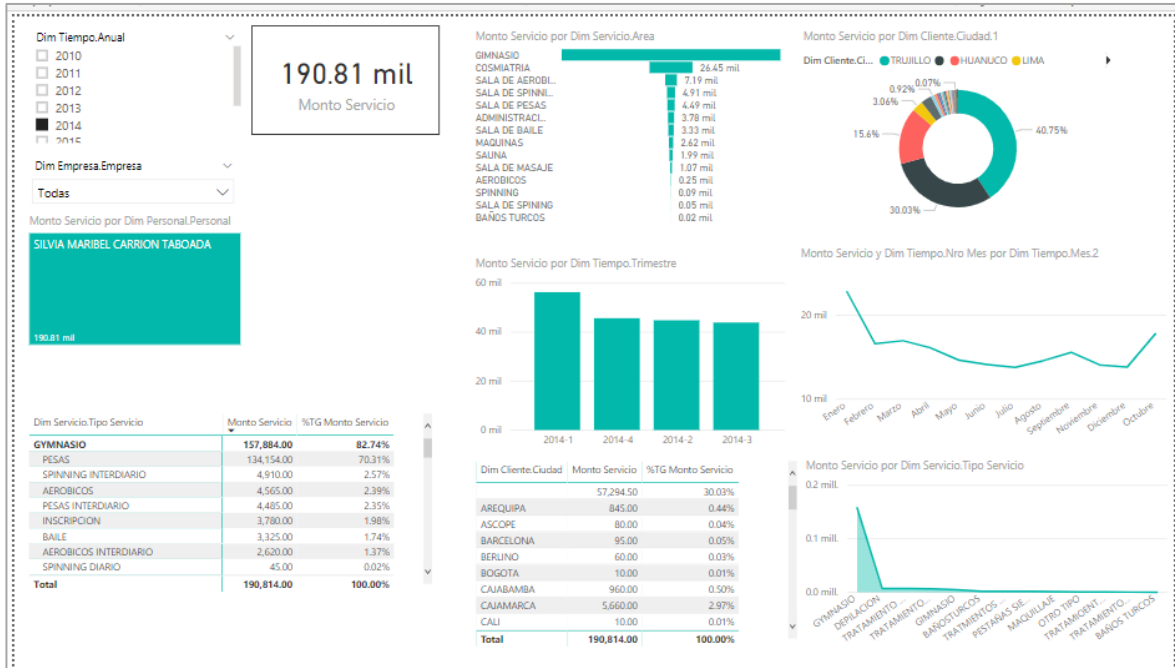 Dim Tiempo.Anual
2010
2011
2012
2013
2014
2015
Dim Empresa.Empresa
Todas
190.81 mil
Monto Servicio
Monto Servicio por Dim Personal.Personal
SILVIA MARIBEL CARRION TABOADA
190.81 mil
Dim Servicio.Tipo Servicio Monto Servicio %TG Monto Servicio
GYMNASIO 157,884.00 82.74%
PESAS 134,154.00 70.31%
SPINNING INTERDIARIO 4,910.00 2.57%
AEROBICOS 4,565.00 2.39%
PESAS INTERDIARIO 4,485.00 2.35%
INSCRIPCION 3,780.00 1.98%
BAILE 3,325.00 1.74%
AEROBICOS INTERDIARIO 2,620.00 1.37%
SPINNING DIARIO 45.00 0.02%
Total 190,814.00 100.00%
Monto Servicio por Dim Servicio.Area
GIMNASIO
COSMIATRIA 26.45 mil
SALA DE AEROBI... 7.19 mil
SALA DE SPINNI... 4.91 mil
SALA DE PESAS 4.49 mil
ADMINISTRACI... 3.78 mil
SALA DE BAILE 3.33 mil
MAQUINAS 2.62 mil
SAUNA 1.99 mil
SALA DE MASAJE 1.07 mil
AEROBICOS 0.25 mil
SPINNING 0.09 mil
SALA DE SPINING 0.05 mil
BAÑOS TURCOS 0.02 mil
Monto Servicio por Dim Tiempo.Trimestre
60 mil
40 mil
20 mil
0 mil
2014-1 2014-4 2014-2 2014-3
Dim Cliente.Ciudad Monto Servicio %TG Monto Servicio
57,294.50 30.03%
AREQUIPA 845.00 0.44%
ASCOPE 80.00 0.04%
BARCELONA 95.00 0.05%
BERLINO 60.00 0.03%
BOGOTA 10.00 0.01%
CAJABAMBA 960.00 0.50%
CAJAMARCA 5,660.00 2.97%
CALI 10.00 0.01%
Total 190,814.00 100.00%
Monto Servicio por Dim Cliente.Ciudad.1
Dim Cliente.Ci... TRUJILLO HUANUCO LIMA
0.07%
0.92%
3.06%
15.6%
40.75%
30.03%
Monto Servicio y Dim Tiempo.Nro Mes por Dim Tiempo.Mes.2
20 mil
10 mil
Enero Febrero Marzo Abril Mayo Junio Julio Agosto Septiembre Noviembre Diciembre Octubre
Monto Servicio por Dim Servicio.Tipo Servicio
0.2 mill.
0.1 mill.
0.0 mill.
GYMNASIO DEPILACION TRATAMIENTO ... TRATAMIENTO... GIMNASIO BAÑOSTURCOS TRATMIENTOS ... PESTAÑAS SIE... MAQUILLAJE OTRO TIPO TRATAMIOENT... TRATAMIENTO... BAÑOS TURCOS